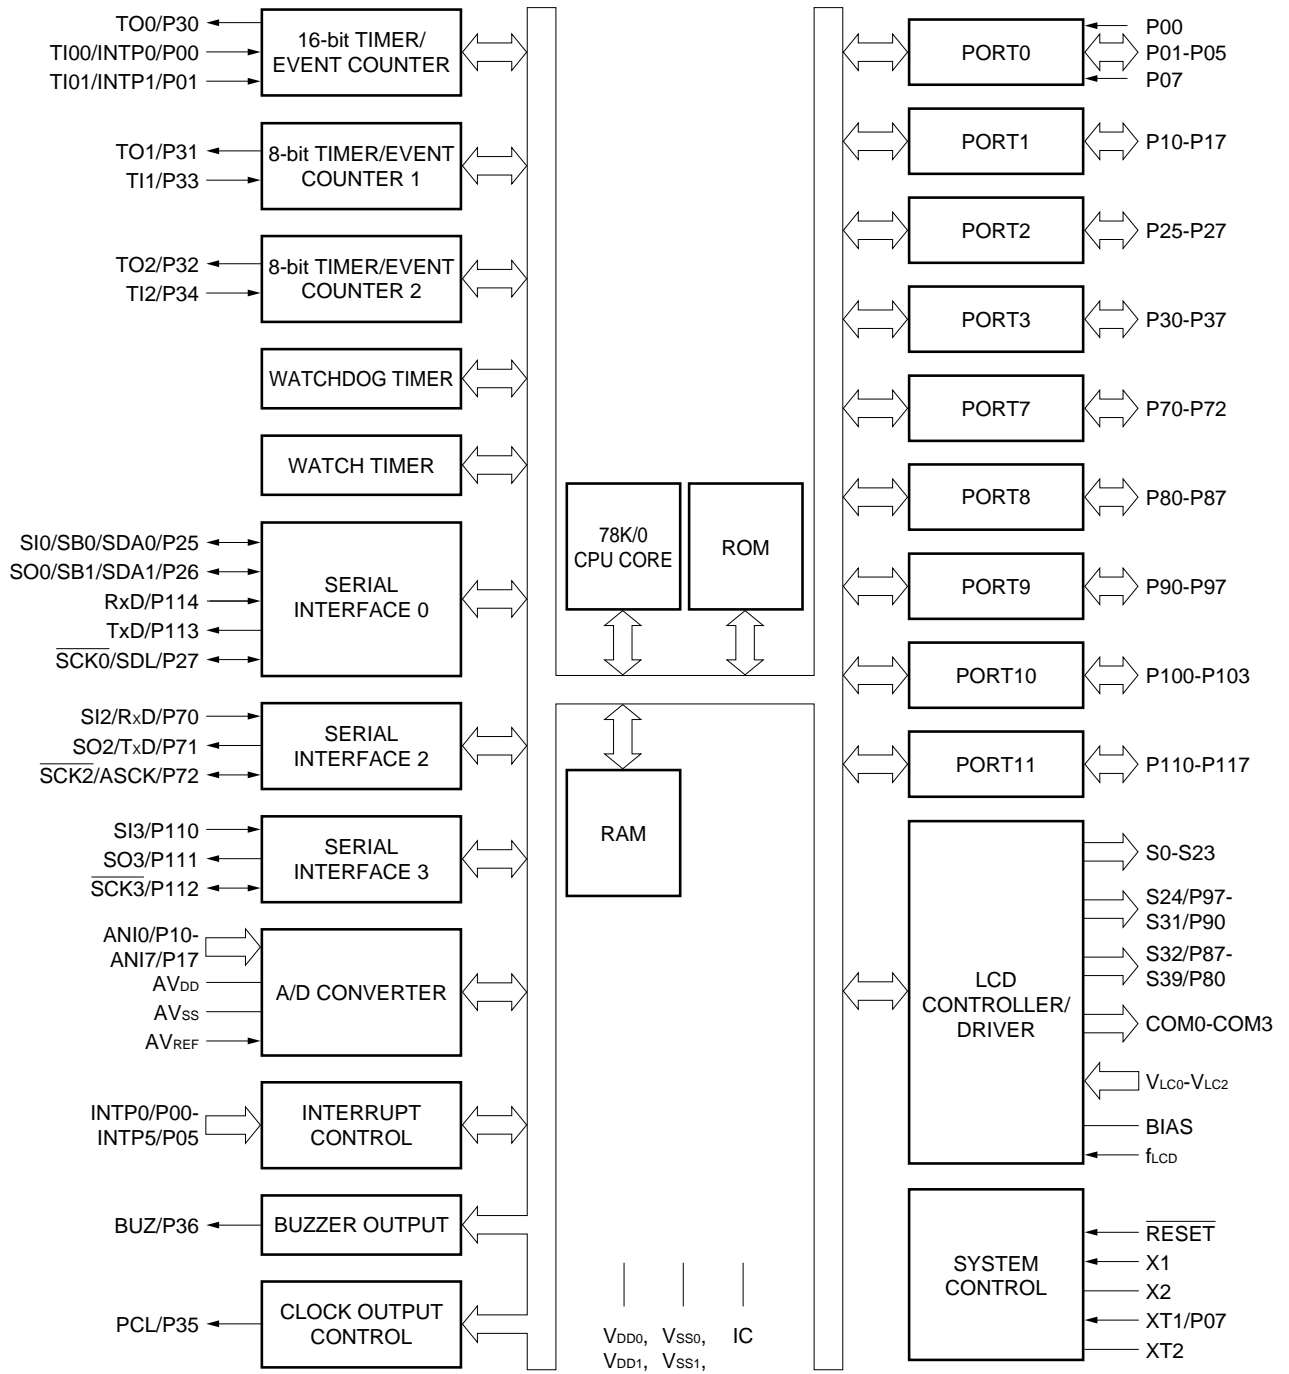 TO0/P30
TI00/INTP0/P00
TI01/INTP1/P01
16-bit TIMER/
EVENT COUNTER
TO1/P31
TI1/P33
8-bit TIMER/EVENT
COUNTER 1
TO2/P32
TI2/P34
8-bit TIMER/EVENT
COUNTER 2
WATCHDOG TIMER
WATCH TIMER
SI0/SB0/SDA0/P25
SO0/SB1/SDA1/P26
RxD/P114
TxD/P113
SCK0/SDL/P27
SERIAL
INTERFACE 0
SI2/RxD/P70
SO2/TxD/P71
SCK2/ASCK/P72
SERIAL
INTERFACE 2
SI3/P110
SO3/P111
SCK3/P112
SERIAL
INTERFACE 3
ANI0/P10-
ANI7/P17
AVDD
AVSS
AVREF
A/D CONVERTER
INTP0/P00-
INTP5/P05
INTERRUPT
CONTROL
BUZ/P36
BUZZER OUTPUT
PCL/P35
CLOCK OUTPUT
CONTROL
78K/0
CPU CORE
ROM
RAM
VDD0,
VDD1,
VSS0,
VSS1,
IC
PORT0
P00
P01-P05
P07
PORT1
P10-P17
PORT2
P25-P27
PORT3
P30-P37
PORT7
P70-P72
PORT8
P80-P87
PORT9
P90-P97
PORT10
P100-P103
PORT11
P110-P117
LCD
CONTROLLER/
DRIVER
S0-S23
S24/P97-
S31/P90
S32/P87-
S39/P80
COM0-COM3
VLC0-VLC2
BIAS
fLCD
SYSTEM
CONTROL
RESET
X1
X2
XT1/P07
XT2